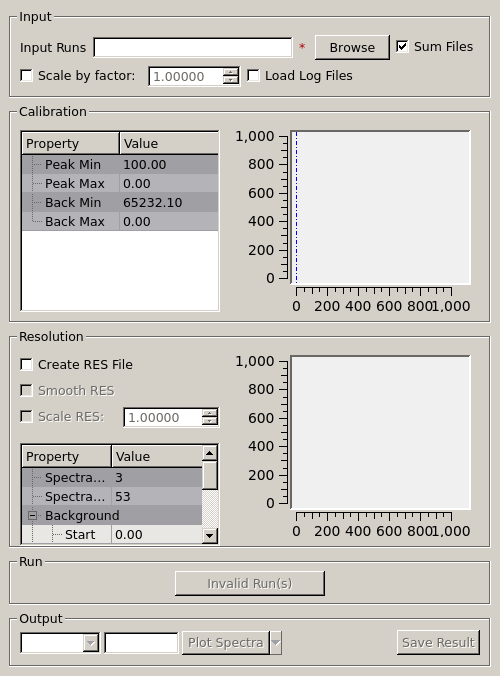 Input
Input Runs * Browse Sum Files
Scale by factor: 1.00000 Load Log Files
Calibration
Property Value
Peak Min 100.00
Peak Max 0.00
Back Min 65232.10
Back Max 0.00
1,000
800
600
400
200
0
0 200 400 600 800 1,000
Resolution
Create RES File
Smooth RES
Scale RES: 1.00000
Property Value
Spectra... 3
Spectra... 53
Background
Start 0.00
1,000
800
600
400
200
0
0 200 400 600 800 1,000
Run
Invalid Run(s)
Output
Plot Spectra Save Result